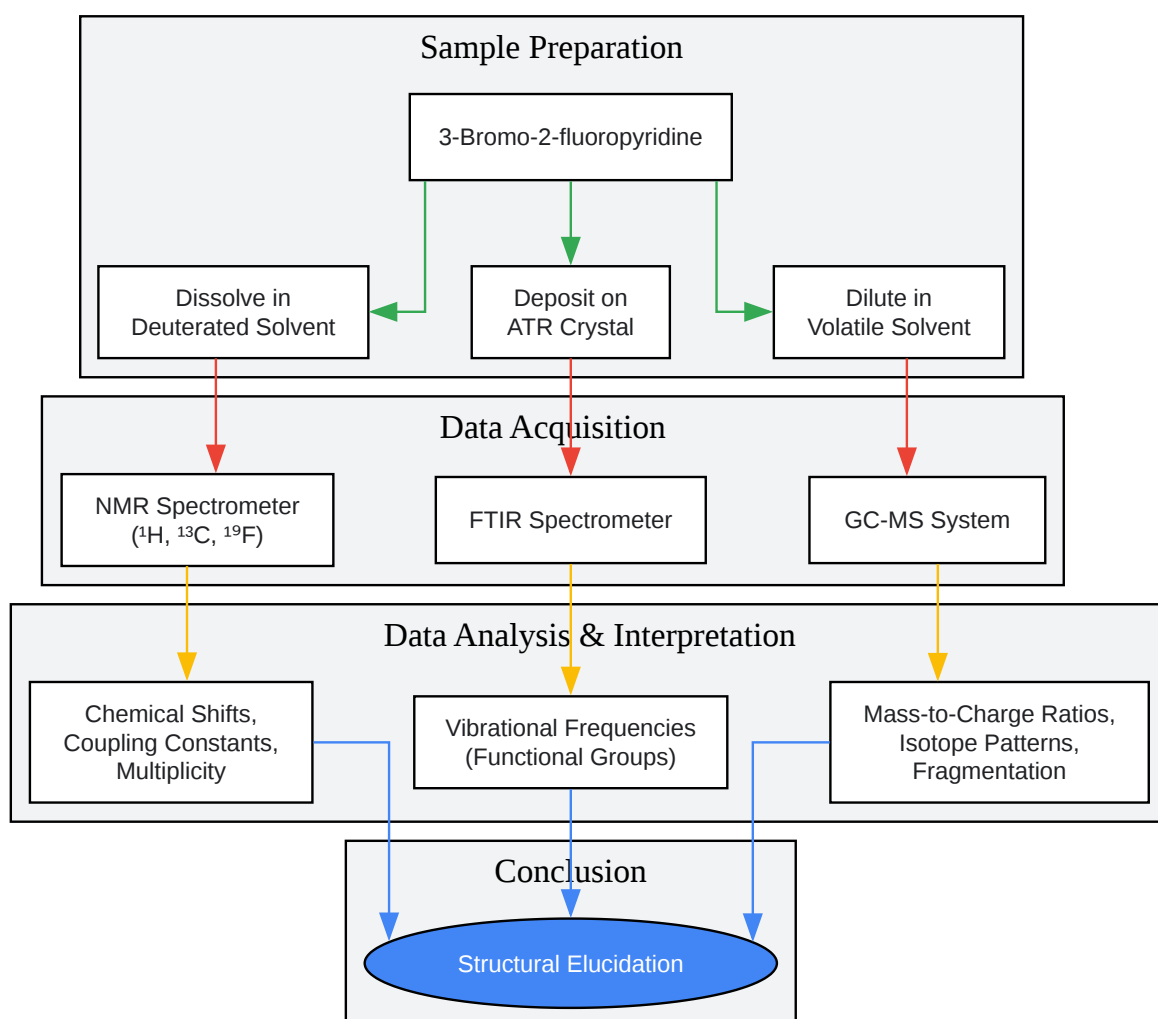 Sample Preparation
3-Bromo-2-fluoropyridine
Dissolve in
Deuterated Solvent
Deposit on
ATR Crystal
Dilute in
Volatile Solvent
Data Acquisition
NMR Spectrometer
(¹H, ¹³C, ¹⁹F)
FTIR Spectrometer
GC-MS System
Data Analysis & Interpretation
Chemical Shifts,
Coupling Constants,
Multiplicity
Vibrational Frequencies
(Functional Groups)
Mass-to-Charge Ratios,
Isotope Patterns,
Fragmentation
Conclusion
Structural Elucidation